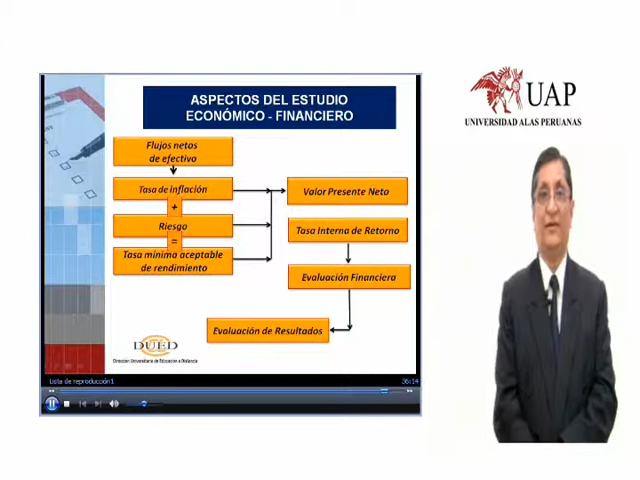 ASPECTOS DEL ESTUDIO
ECONÓMICO - FINANCIERO
Flujos netos
de efectivo
Tasa de inflación
+
Riesgo
=
Tasa mínima aceptable
de rendimiento
Valor Presente Neto
Tasa Interna de Retorno
Evaluación Financiera
Evaluación de Resultados
DUED
Dirección Universitaria de Educación a Distancia
Lista de reproducción1
36:14
UAP
UNIVERSIDAD ALAS PERUANAS